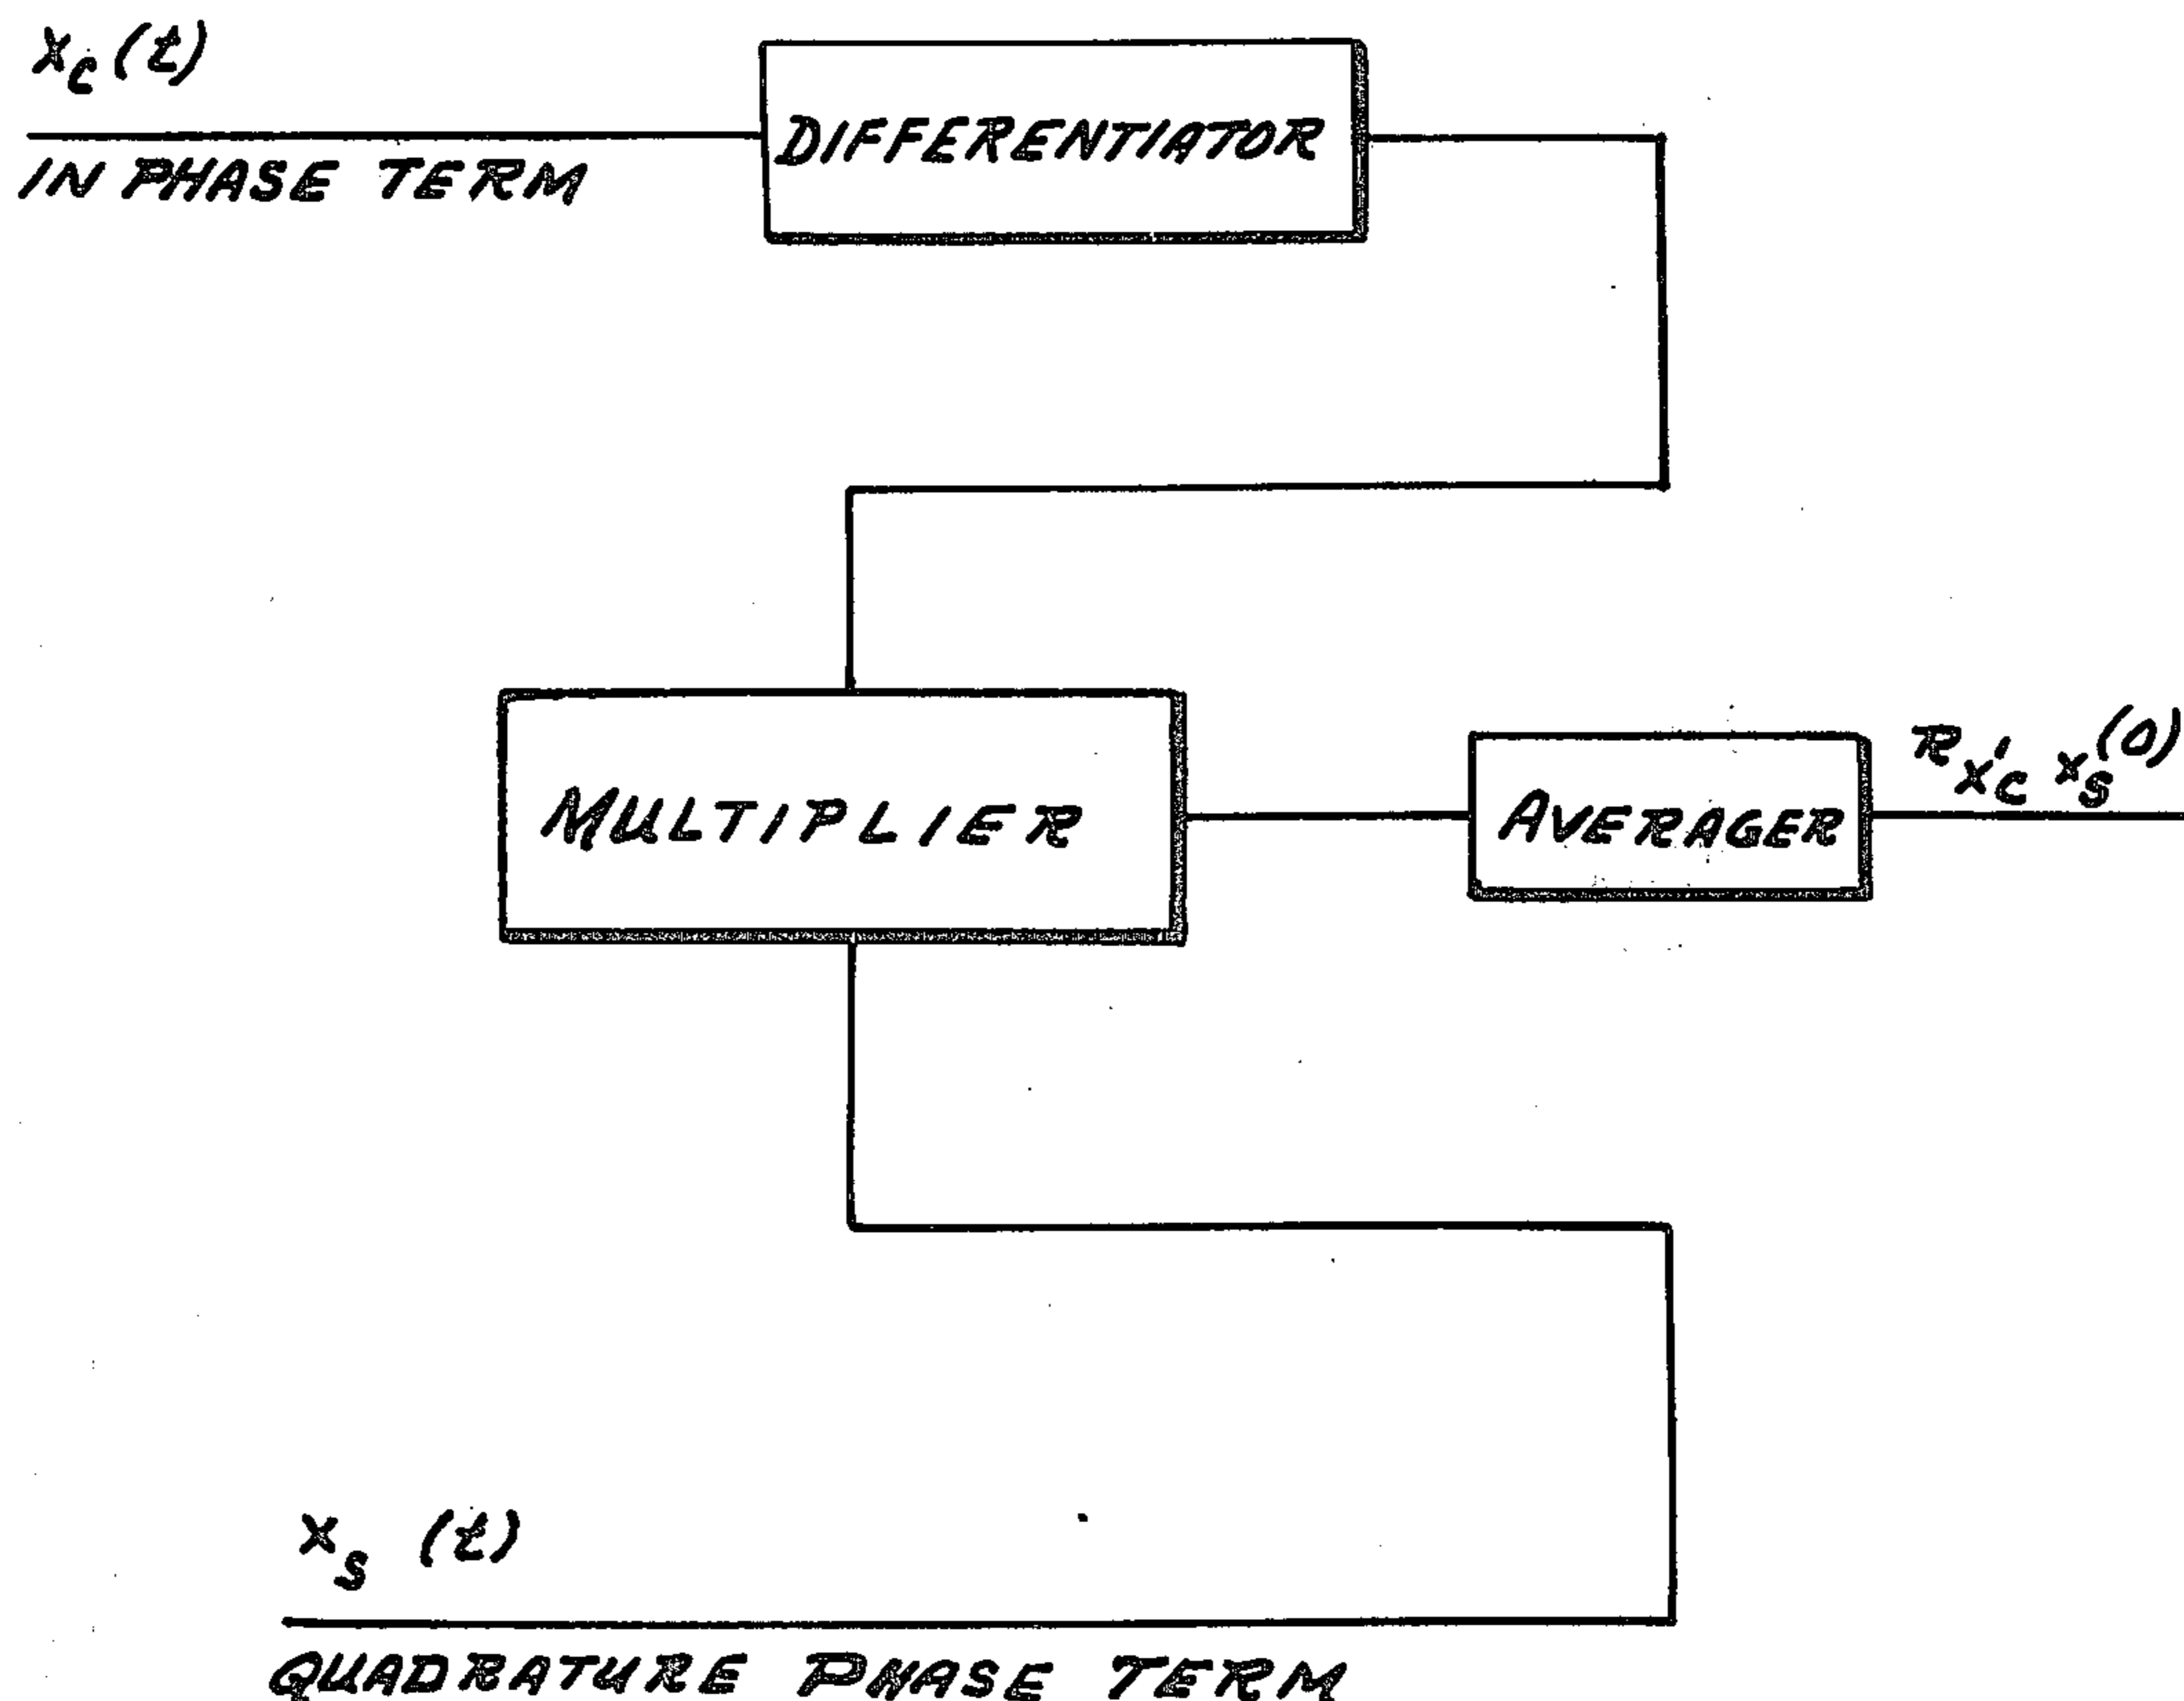 x_c(t)
IN PHASE TERM
DIFFERENTIATOR
MULTIPLIER
AVERAGER
R_x'_c x_s(0)
x_s (t)
QUADRATURE PHASE TERM